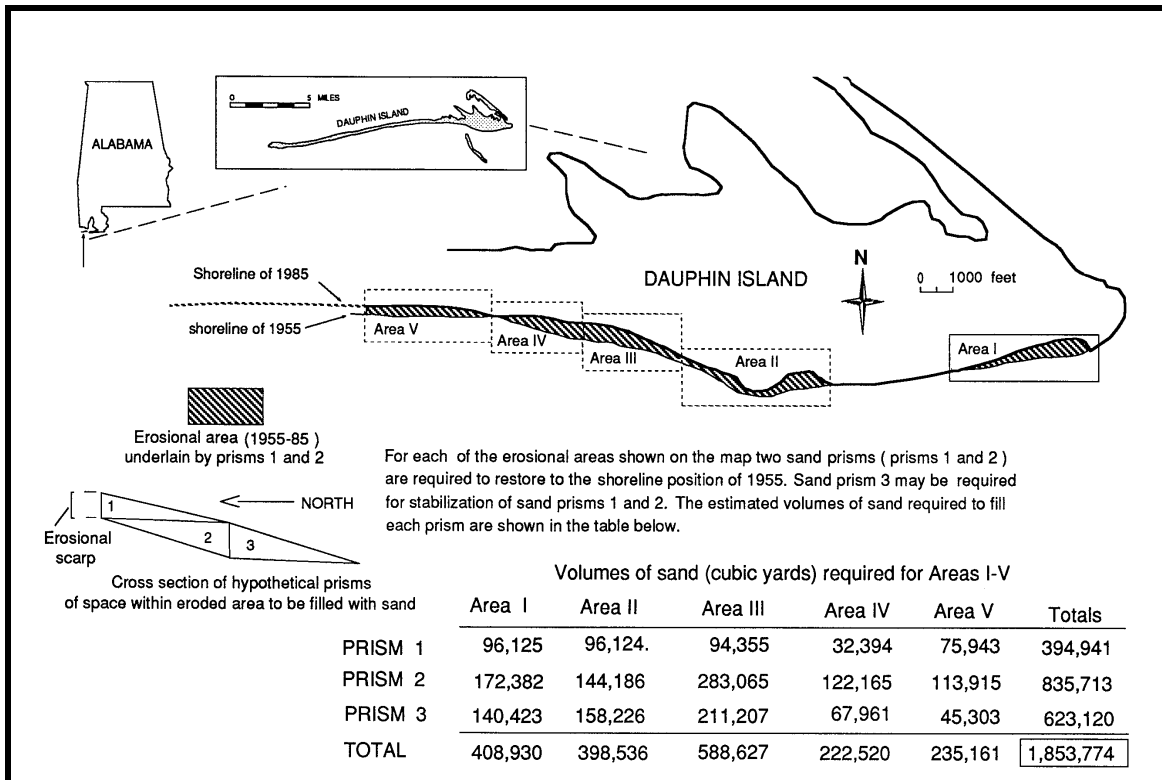 ALABAMA
0 5 MILES
DAUPHIN ISLAND
N
DAUPHIN ISLAND
0 1000 feet
Shoreline of 1985
shoreline of 1955
Area V
Area IV
Area III
Area II
Area I
Erosional area (1955-85)
underlain by prisms 1 and 2
For each of the erosional areas shown on the map two sand prisms ( prisms 1 and 2 )
are required to restore to the shoreline position of 1955. Sand prism 3 may be required
for stabilization of sand prisms 1 and 2. The estimated volumes of sand required to fill
each prism are shown in the table below.
1
2
3
NORTH
Erosional
scarp
Cross section of hypothetical prisms
of space within eroded area to be filled with sand
Volumes of sand (cubic yards) required for Areas I-V
Area I Area II Area III Area IV Area V Totals
PRISM 1 96,125 96,124. 94,355 32,394 75,943 394,941
PRISM 2 172,382 144,186 283,065 122,165 113,915 835,713
PRISM 3 140,423 158,226 211,207 67,961 45,303 623,120
TOTAL 408,930 398,536 588,627 222,520 235,161 1,853,774